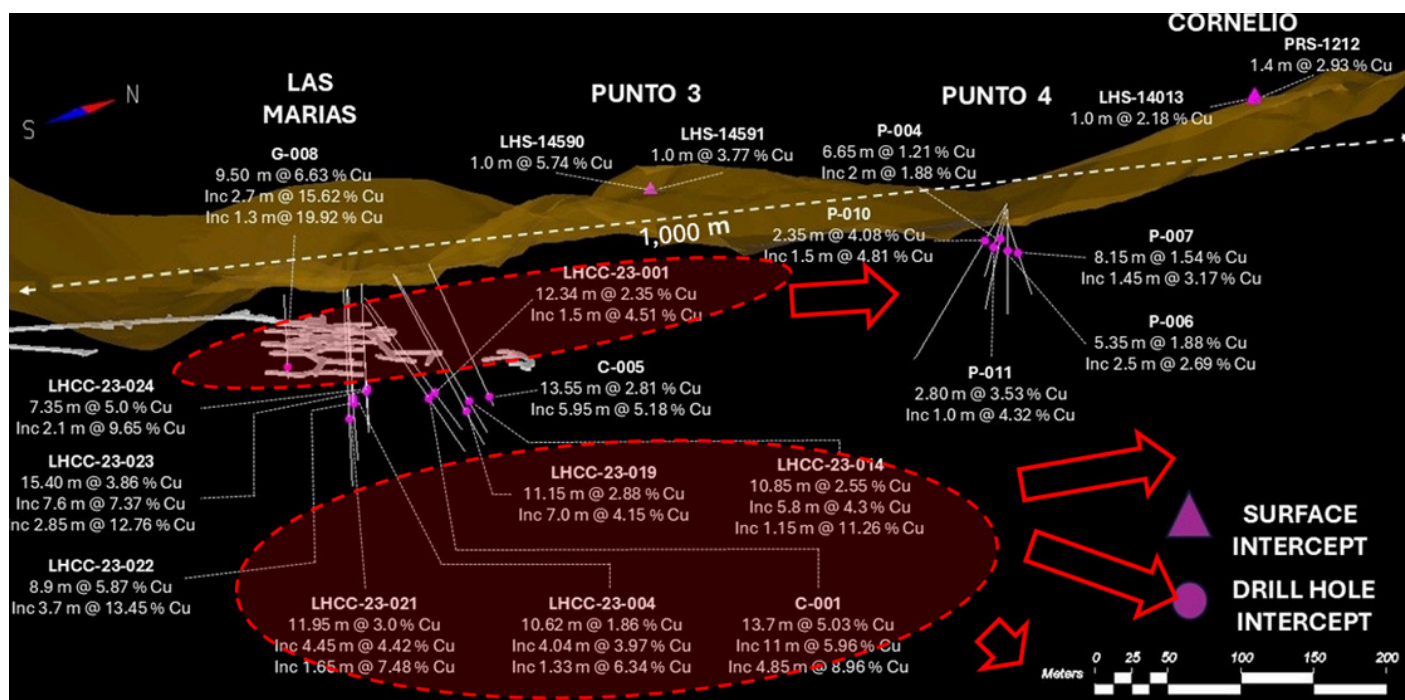 CORNELIO
PRS-1212
1.4 m @ 2.93 % Cu
LHS-14013
1.0 m @ 2.18 % Cu
N
S
LAS
MARIAS
PUNTO 3
PUNTO 4
G-008
9.50 m @ 6.63 % Cu
Inc 2.7 m @ 15.62 % Cu
Inc 1.3 m@ 19.92 % Cu
LHS-14590
1.0 m @ 5.74 % Cu
LHS-14591
1.0 m @ 3.77 % Cu
P-004
6.65 m @ 1.21 % Cu
Inc 2 m @ 1.88 % Cu
1,000 m
P-010
2.35 m @ 4.08 % Cu
Inc 1.5 m @ 4.81 % Cu
P-007
8.15 m @ 1.54 % Cu
Inc 1.45 m @ 3.17 % Cu
LHCC-23-001
12.34 m @ 2.35 % Cu
Inc 1.5 m @ 4.51 % Cu
P-006
5.35 m @ 1.88 % Cu
Inc 2.5 m @ 2.69 % Cu
C-005
13.55 m @ 2.81 % Cu
Inc 5.95 m @ 5.18 % Cu
P-011
2.80 m @ 3.53 % Cu
Inc 1.0 m @ 4.32 % Cu
LHCC-23-024
7.35 m @ 5.0 % Cu
Inc 2.1 m @ 9.65 % Cu
LHCC-23-023
15.40 m @ 3.86 % Cu
Inc 7.6 m @ 7.37 % Cu
nc 2.85 m @ 12.76 % Cu
LHCC-23-019
11.15 m @ 2.88 % Cu
Inc 7.0 m @ 4.15 % Cu
LHCC-23-014
10.85 m @ 2.55 % Cu
Inc 5.8 m @ 4.3 % Cu
Inc 1.15 m @ 11.26 % Cu
LHCC-23-022
8.9 m @ 5.87 % Cu
Inc 3.7 m @ 13.45 % Cu
LHCC-23-021
11.95 m @ 3.0 % Cu
Inc 4.45 m @ 4.42 % Cu
Inc 1.65 m @ 7.48 % Cu
LHCC-23-004
10.62 m @ 1.86 % Cu
Inc 4.04 m @ 3.97 % Cu
Inc 1.33 m @ 6.34 % Cu
C-001
13.7 m @ 5.03 % Cu
Inc 11 m @ 5.96 % Cu
Inc 4.85 m @ 8.96 % Cu
SURFACE
INTERCEPT
DRILL HOLE
INTERCEPT
Meters 0 25 50 100 150 200